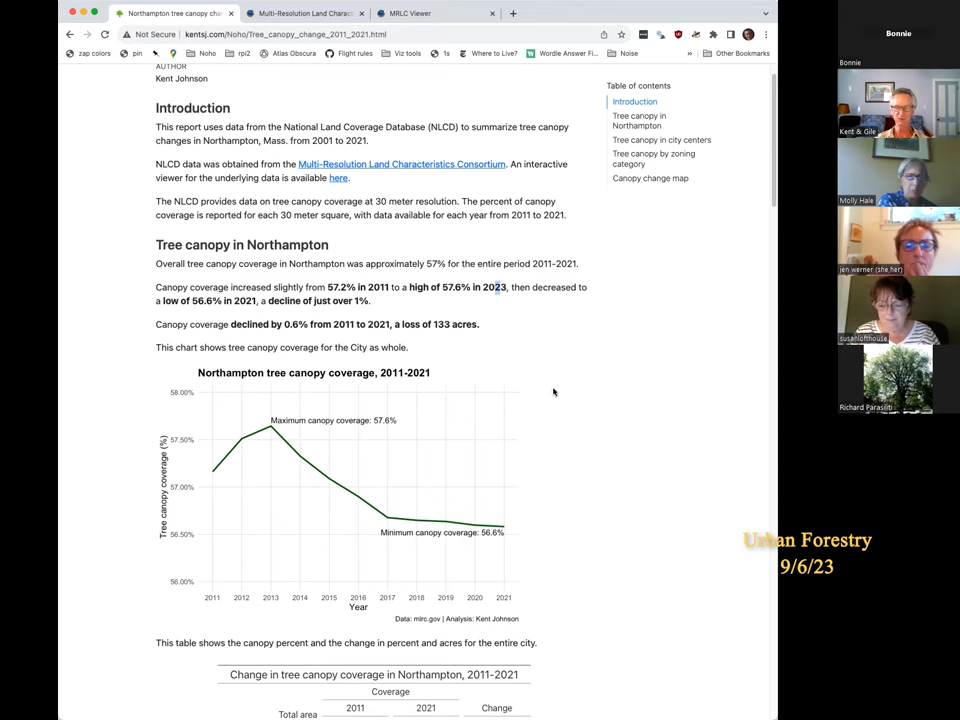 Northampton tree canopy cha
Multi-Resolution Land Charact
MRLC Viewer
Not Secure
kentsj.com/Noho/Tree_canopy_change_2011_2021.html
zap colors
pin
Noho
rpi2
Atlas Obscura
Flight rules
Viz tools
1s
Where to Live?
Wordle Answer Fi...
Noise
»
Other Bookmarks
AUTHOR
Kent Johnson
Introduction
This report uses data from the National Land Coverage Database (NLCD) to summarize tree canopy
changes in Northampton, Mass. from 2001 to 2021.
NLCD data was obtained from the Multi-Resolution Land Characteristics Consortium. An interactive
viewer for the underlying data is available here.
The NLCD provides data on tree canopy coverage at 30 meter resolution. The percent of canopy
coverage is reported for each 30 meter square, with data available for each year from 2011 to 2021.
Tree canopy in Northampton
Overall tree canopy coverage in Northampton was approximately 57% for the entire period 2011-2021.
Canopy coverage increased slightly from 57.2% in 2011 to a high of 57.6% in 2023, then decreased to
a low of 56.6% in 2021, a decline of just over 1%.
Canopy coverage declined by 0.6% from 2011 to 2021, a loss of 133 acres.
This chart shows tree canopy coverage for the City as whole.
Northampton tree canopy coverage, 2011-2021
58.00%
57.50%
57.00%
56.50%
56.00%
Tree canopy coverage (%)
Maximum canopy coverage: 57.6%
Minimum canopy coverage: 56.6%
2011 2012 2013 2014 2015 2016 2017 2018 2019 2020 2021
Year
Data: mlrc.gov | Analysis: Kent Johnson
This table shows the canopy percent and the change in percent and acres for the entire city.
Change in tree canopy coverage in Northampton, 2011-2021
Coverage
Total area 2011 2021 Change
Table of contents
Introduction
Tree canopy in
Northampton
Tree canopy in city centers
Tree canopy by zoning
category
Canopy change map
Bonnie
Bonnie
Kent & Gile
Molly Hale
jen werner (she,her)
susanlofthouse
Richard Parasiliti
Urban Forestry
9/6/23